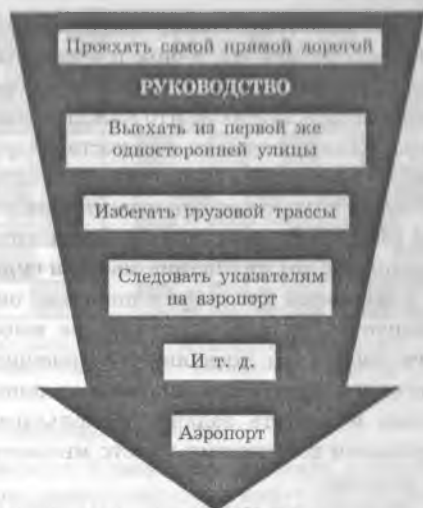 Проехать самой прямой дорогой
РУКОВОДСТВО
Выехать из первой же
односторонней улицы
Избегать грузовой трассы
Следовать указателям
на аэропорт
И т. д.
Аэропорт